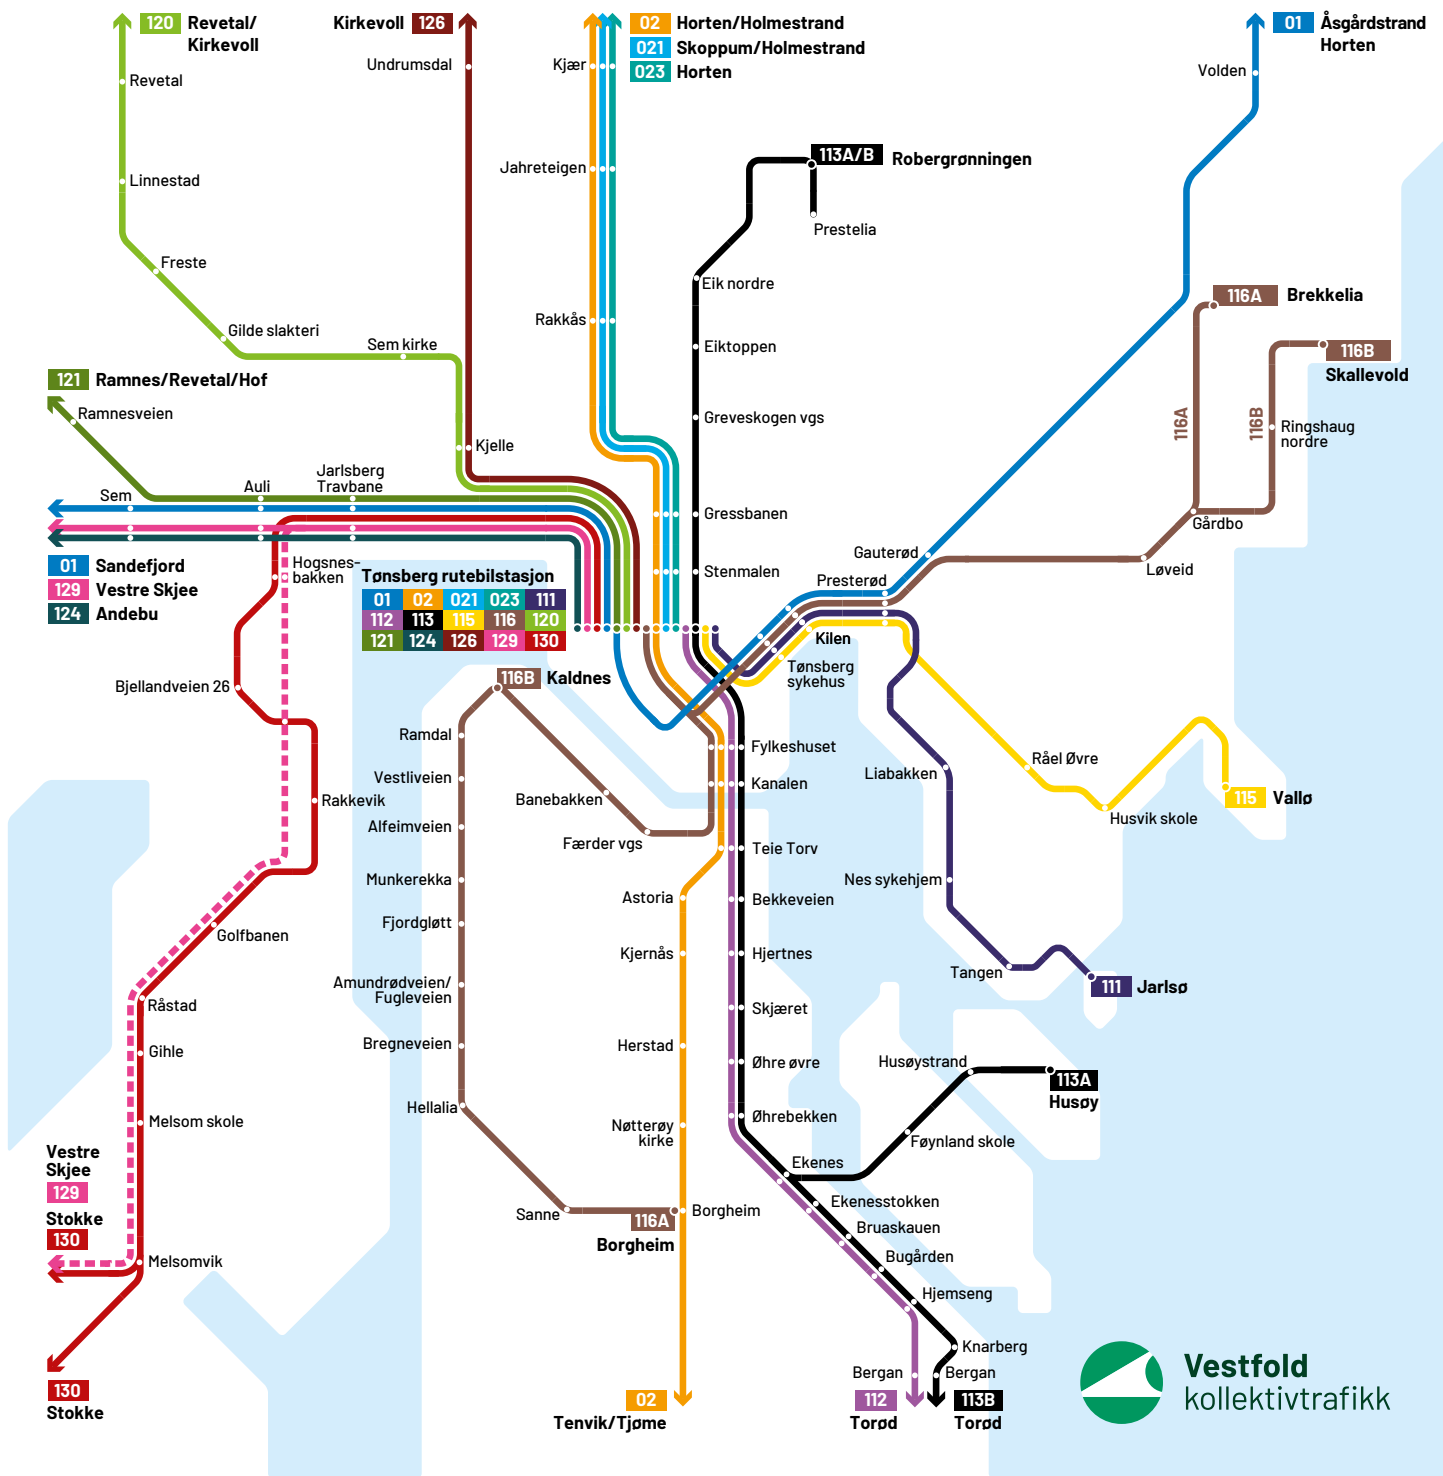 120 Revetal/
Kirkevoll
Kirkevoll 126
02 Horten/Holmestrand
021 Skoppum/Holmestrand
023 Horten
01 Åsgårdstrand
Horten
Revetal
Undrumsdal
Kjær
Volden
Linnestad
Jahreteigen
113A/B Robergrønningen
Prestelia
Freste
Eik nordre
Gilde slakteri
Sem kirke
Rakkås
Eiktoppen
116A Brekkelia
116B
Skallevold
121 Ramnes/Revetal/Hof
Ramnesveien
Greveskogen vgs
116A
116B
Ringshaug
nordre
Kjelle
Sem
Auli
Jarlsberg
Travbane
Gressbanen
Gårdbo
Gauterød
Løveid
Stenmalen
Presterød
01 Sandefjord
129 Vestre Skjee
124 Andebu
Hogsnes-
bakken
Tønsberg rutebilstasjon
01 02 021 023 111
112 113 115 116 120
121 124 126 129 130
Kilen
Tønsberg
sykehus
116B Kaldnes
Bjellandveien 26
Ramdal
Fylkeshuset
Vestliveien
Kanalen
Liabakken
Råel Øvre
Rakkevik
Banebakken
115 Vallø
Husvik skole
Alfeimveien
Færder vgs
Teie Torv
Munkerekka
Nes sykehjem
Astoria
Bekkeveien
Fjordgløtt
Golfbanen
Kjernås
Hjertnes
Tangen
111 Jarlsø
Amundrødveien/
Fugleveien
Råstad
Skjæret
Gihle
Bregneveien
Herstad
Øhre øvre
Husøystrand
113A
Husøy
Hellalia
Melsom skole
Nøtterøy
kirke
Øhrebekken
Føynland skole
Vestre
Skjee
129
Stokke
130
Ekenes
Ekenesstokken
Sanne
116A
Borgheim
Borgheim
Bruaskauen
Bugården
Melsomvik
Hjemseng
Knarberg
Bergan
Bergan
130
Stokke
02
Tenvik/Tjøme
112
Torød
113B
Torød
Vestfold
kollektivtrafikk